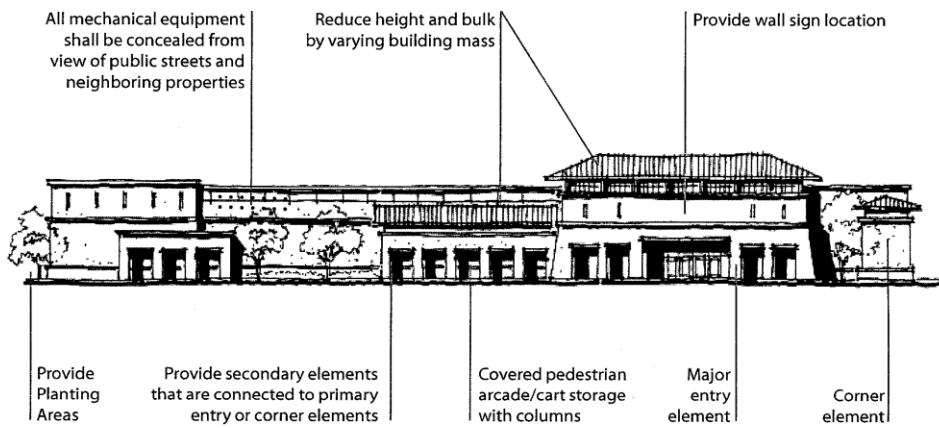 All mechanical equipment
shall be concealed from
view of public streets and
neighboring properties
Reduce height and bulk
by varying building mass
Provide wall sign location
Provide
Planting
Areas
Provide secondary elements
that are connected to primary
entry or corner elements
Covered pedestrian
arcade/cart storage
with columns
Major
entry
element
Corner
element